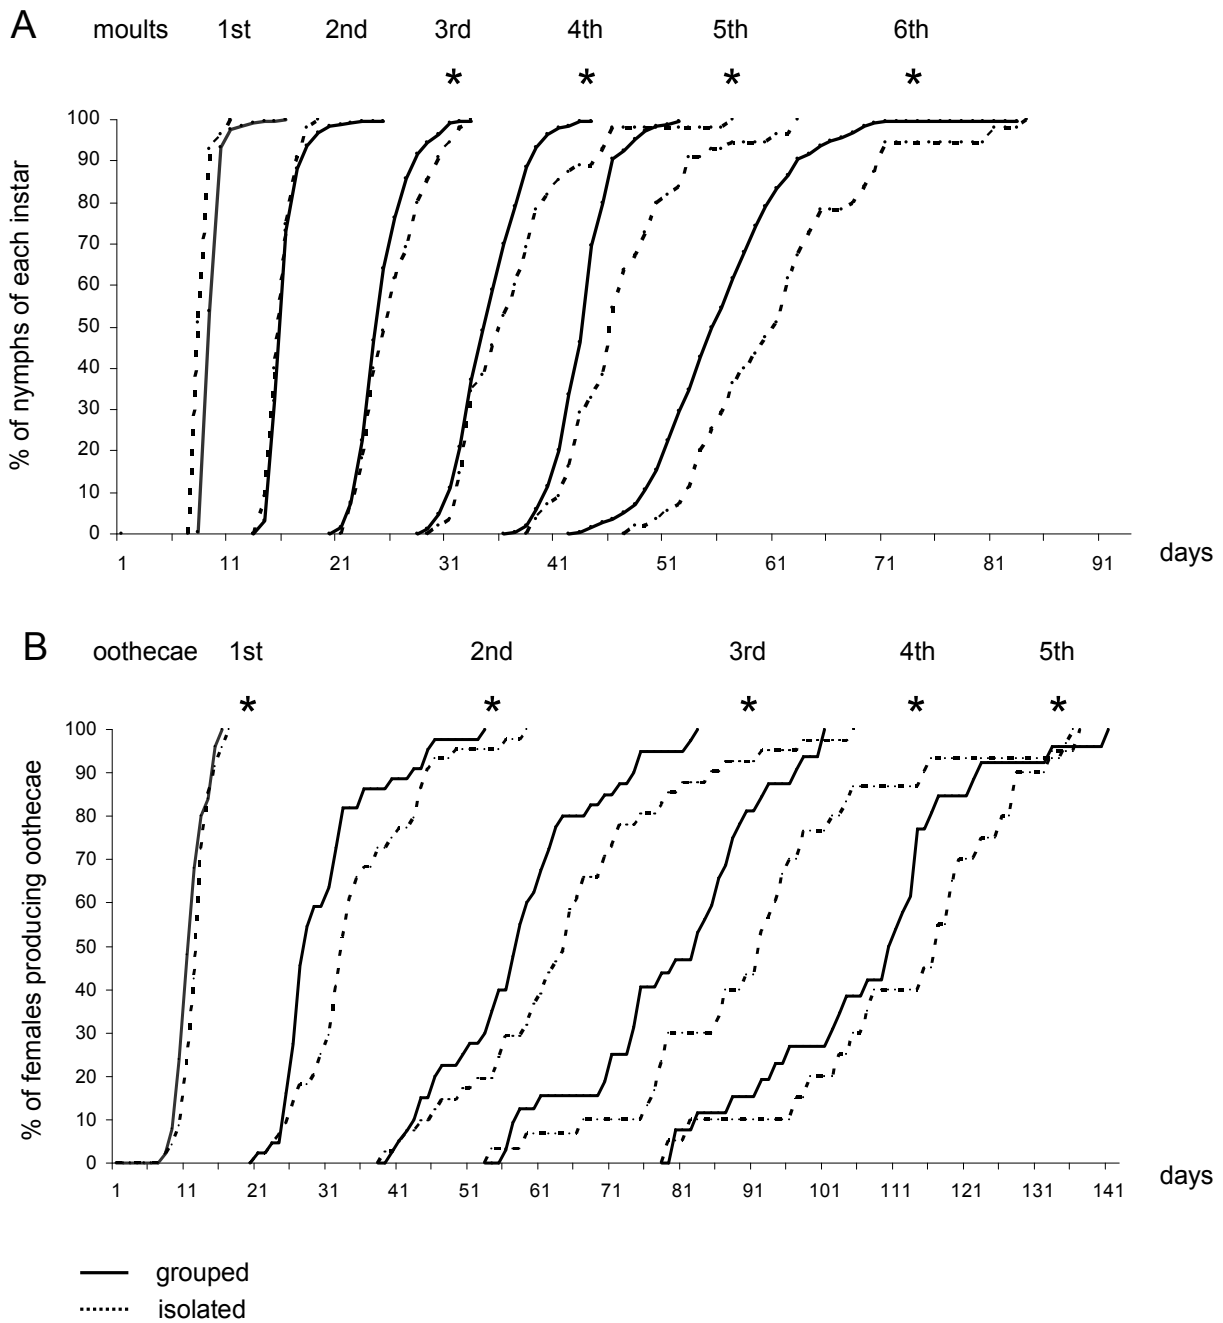 A moults 1st 2nd 3rd 4th 5th 6th
* * * *
100
90
80
70
60
50
40
30
20
10
0
% of nymphs of each instar
1 11 21 31 41 51 61 71 81 91 days
B oothecae 1st 2nd 3rd 4th 5th
* * * * *
100
90
80
70
60
50
40
30
20
10
0
% of females producing oothecae
1 11 21 31 41 51 61 71 81 91 101 111 121 131 141 days
grouped
isolated